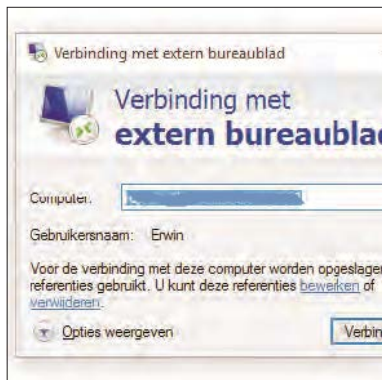 Verbinding met extern bureaublad
Verbinding met
extern bureaublad
Computer:
Gebruikersnaam: Erwin
Voor de verbinding met deze computer worden opgeslagen
referenties gebruikt. U kunt deze referenties bewerken of
verwijderen.
Opties weergeven
Verbin